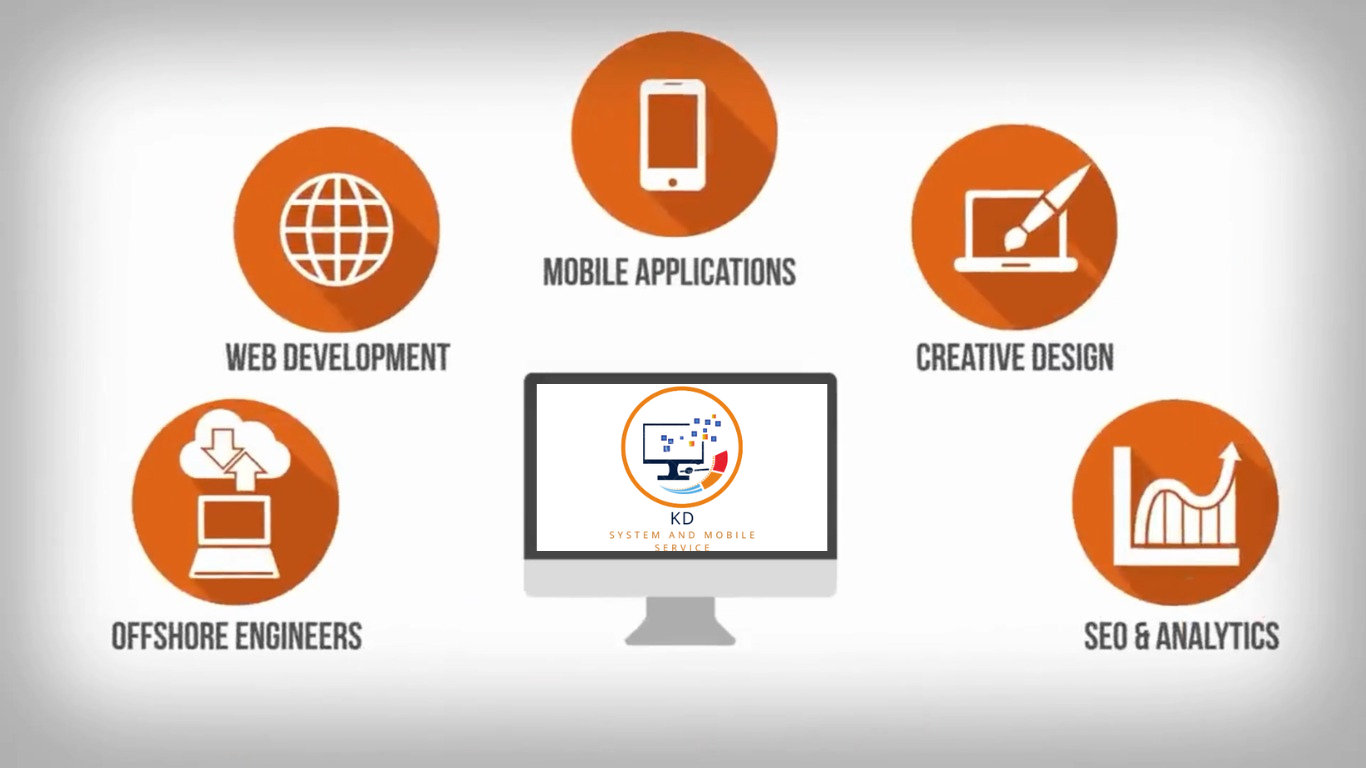 MOBILE APPLICATIONS
WEB DEVELOPMENT
CREATIVE DESIGN
KD
SYSTEM AND MOBILE
SERVICE
OFFSHORE ENGINEERS
SEO & ANALYTICS